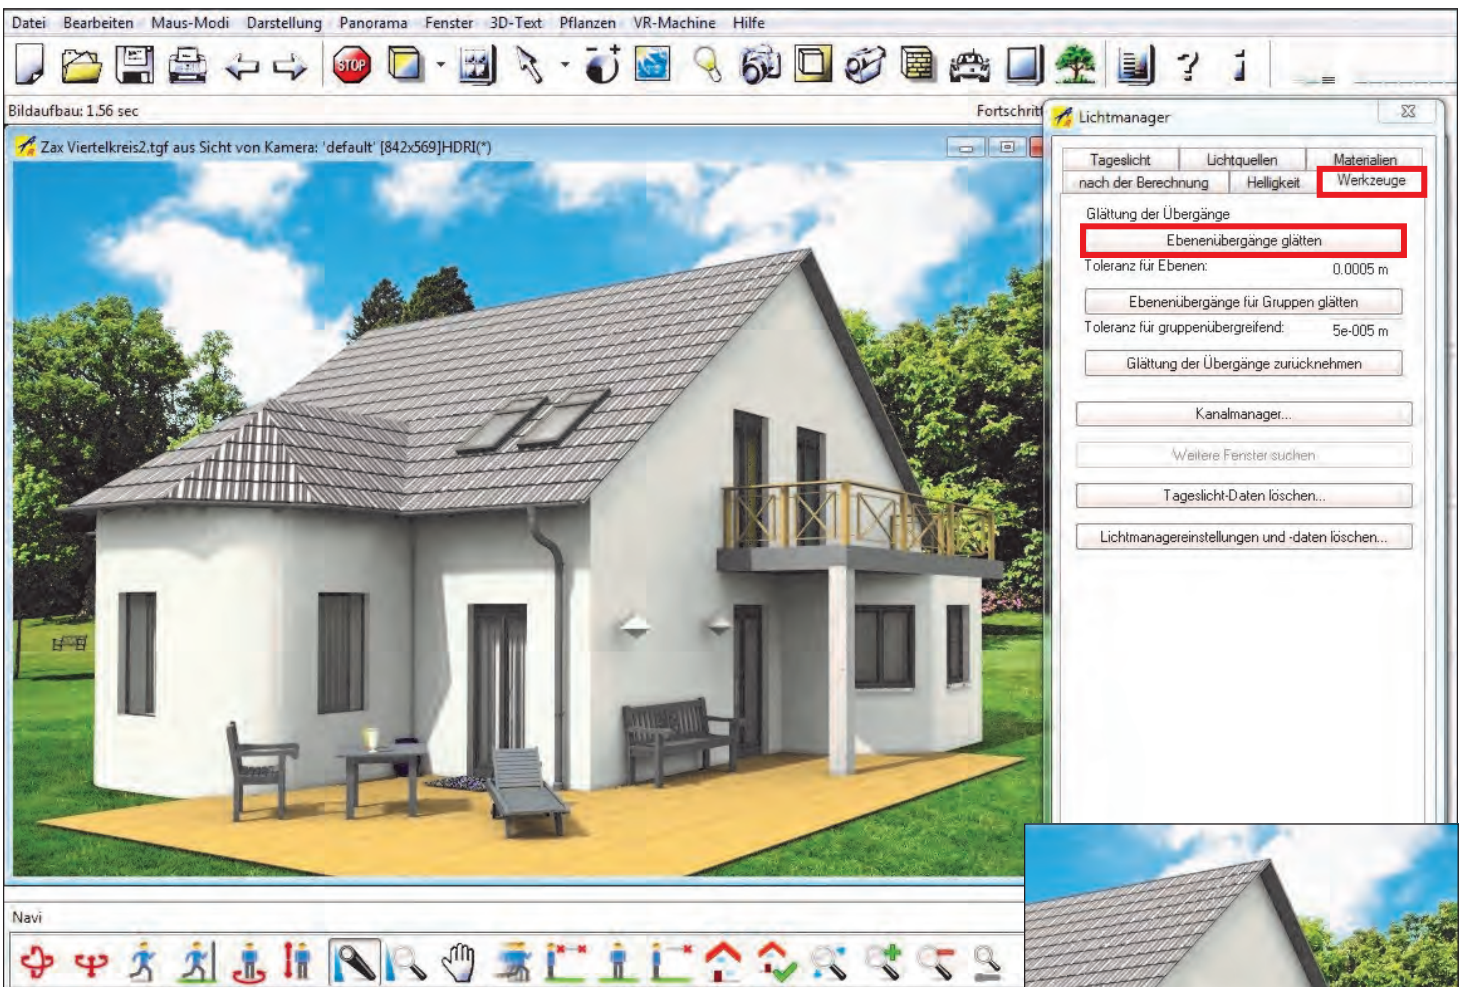 Datei Bearbeiten Maus-Modi Darstellung Panorama Fenster 3D-Text Pflanzen VR-Machine Hilfe
STOP
Bildaufbau: 1.56 sec
Fortschritt
Zax Viertelkreis2.tgf aus Sicht von Kamera: 'default' [842x569]HDRI(*)
Lichtmanager
Tageslicht Lichtquellen Materialien
nach der Berechnung Helligkeit Werkzeuge
Glättung der Übergänge
Ebenenübergänge glätten
Toleranz für Ebenen: 0.0005 m
Ebenenübergänge für Gruppen glätten
Toleranz für gruppenübergreifend: 5e-005 m
Glättung der Übergänge zurücknehmen
Kanalmanager...
Weitere Fenster suchen
Tageslicht-Daten löschen...
Lichtmanagereinstellungen und -daten löschen...
Navi